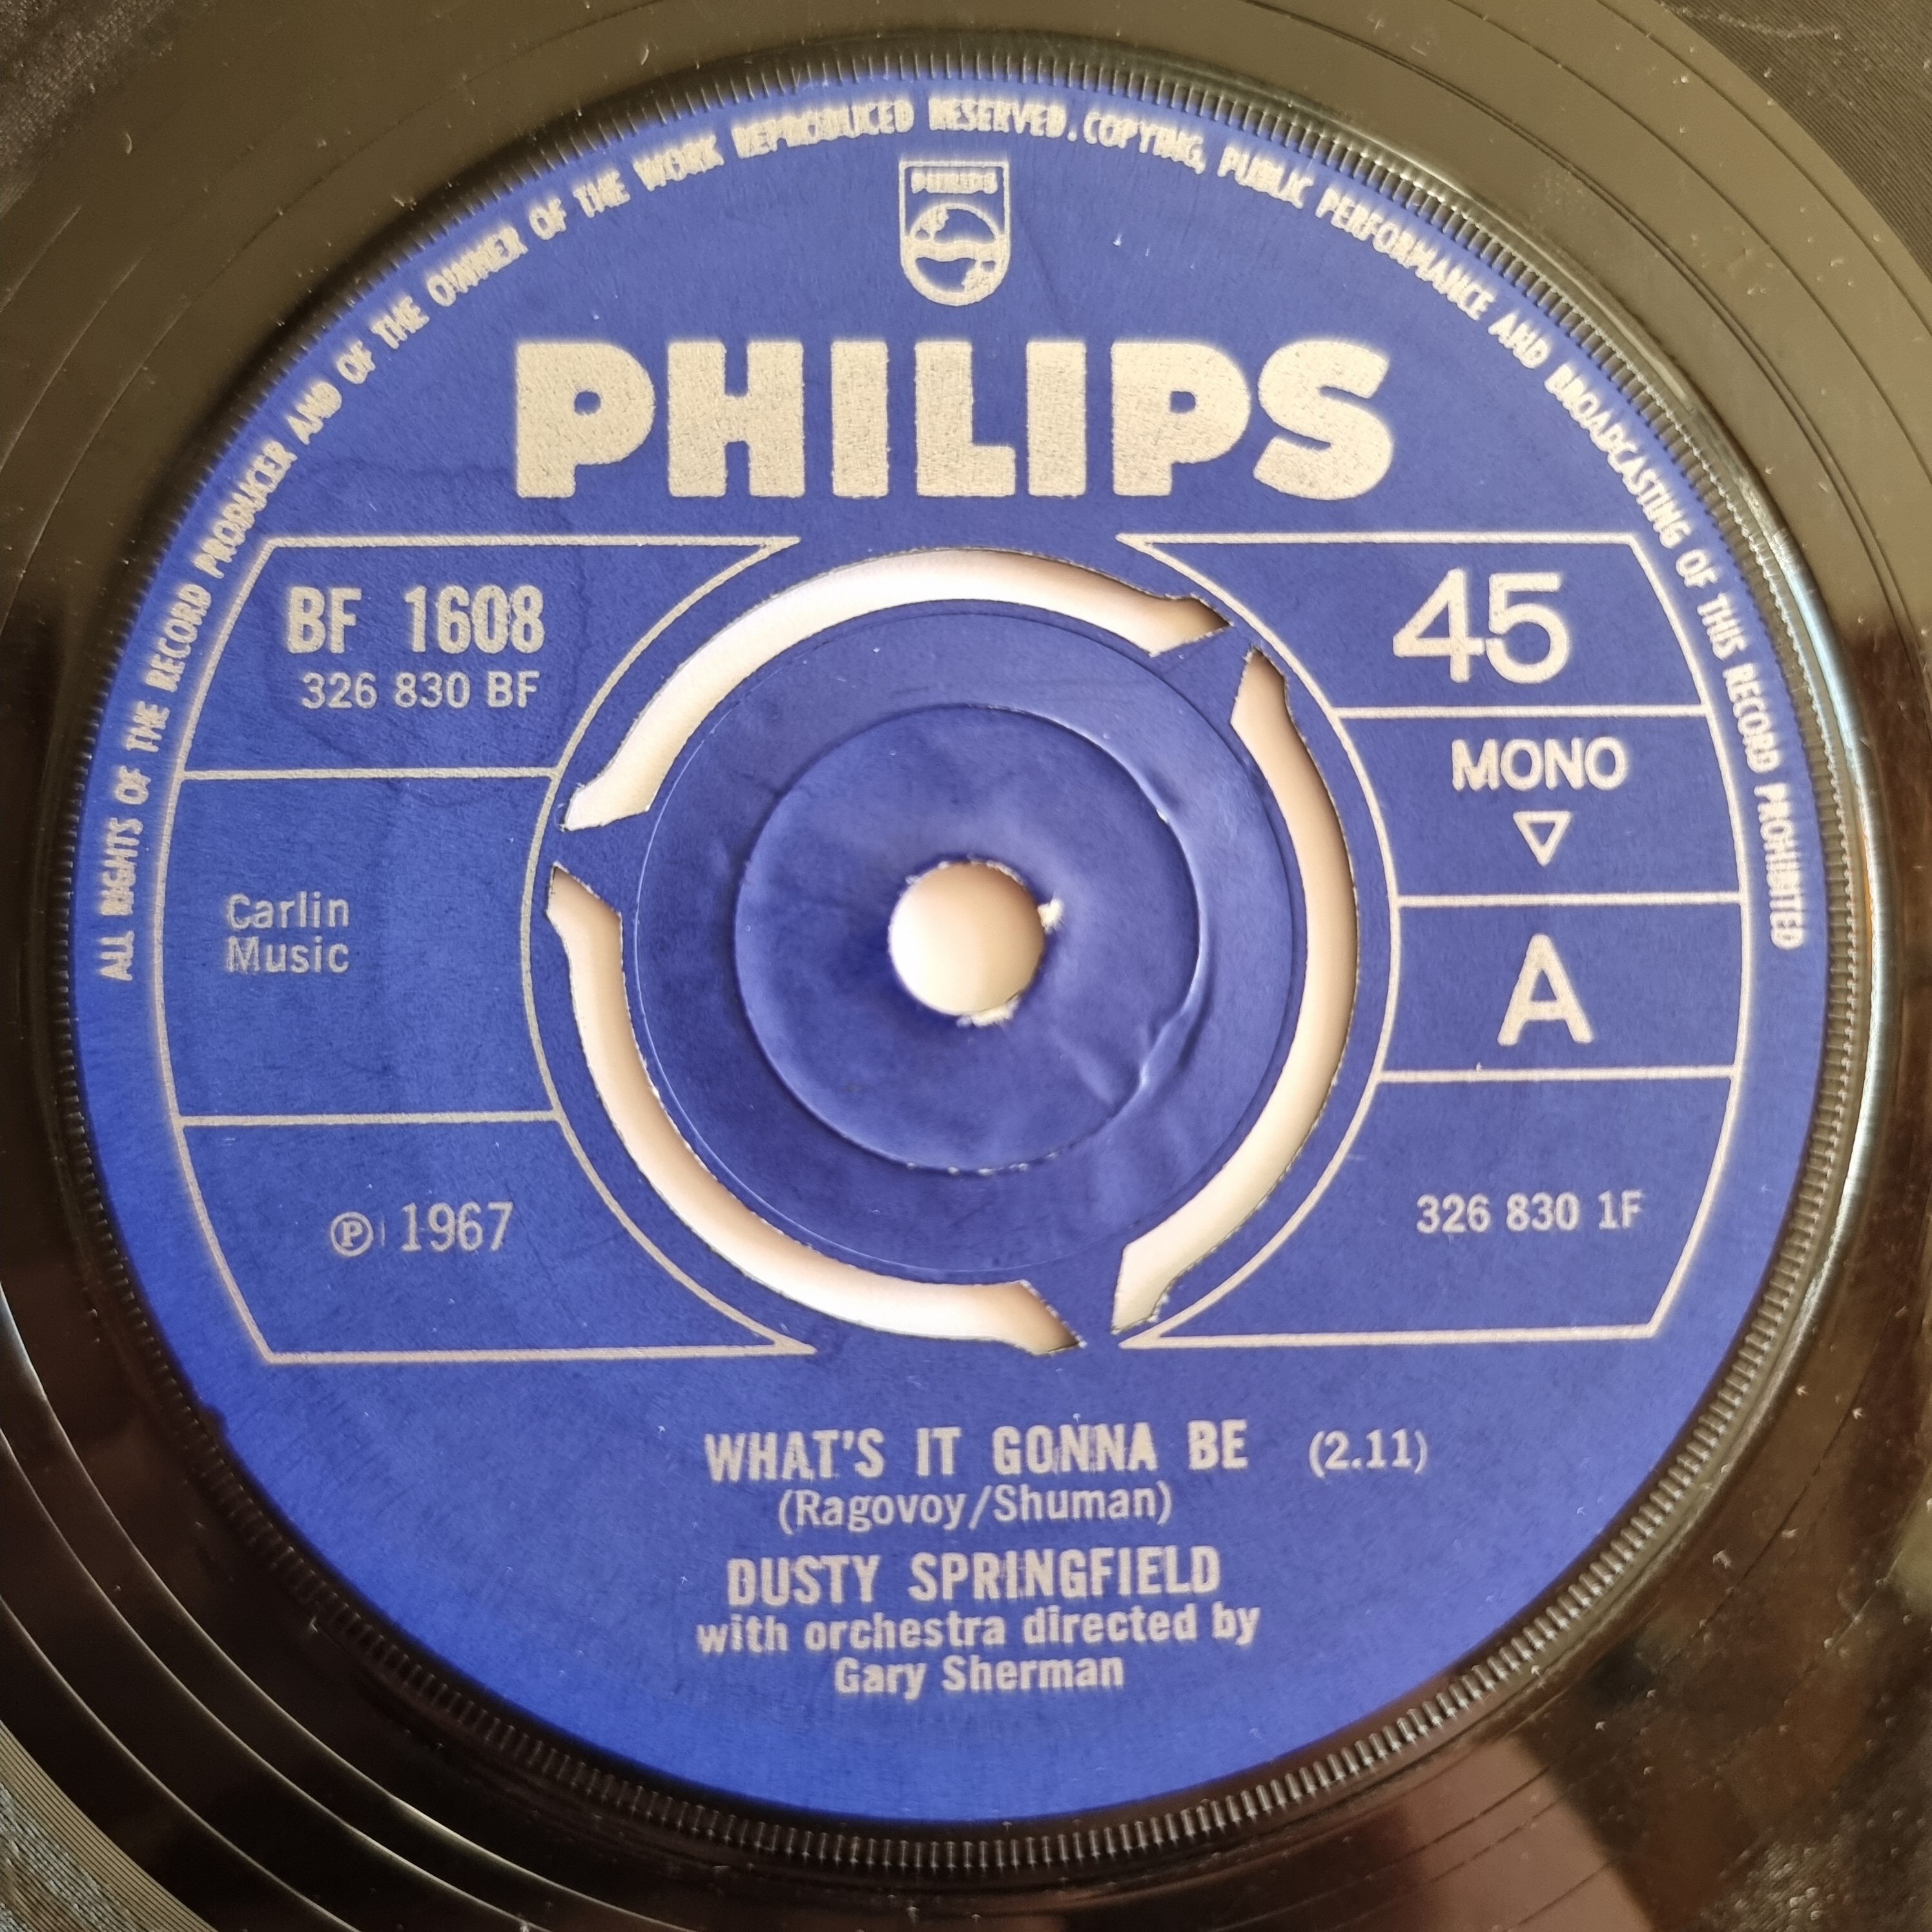 ALL RIGHTS OF THE RECORD PRODUCER AND OF THE OWNER OF THE WORK REPRODUCED RESERVED. COPYING, PUBLIC PERFORMANCE AND BROADCASTING OF THIS RECORD PROHIBITED
PHILIPS
PHILIPS
BF 1608
326 830 BF
45
MONO
Carlin
Music
A
℗ 1967
326 830 1F
WHAT'S IT GONNA BE (2.11)
(Ragovoy/Shuman)
DUSTY SPRINGFIELD
with orchestra directed by
Gary Sherman